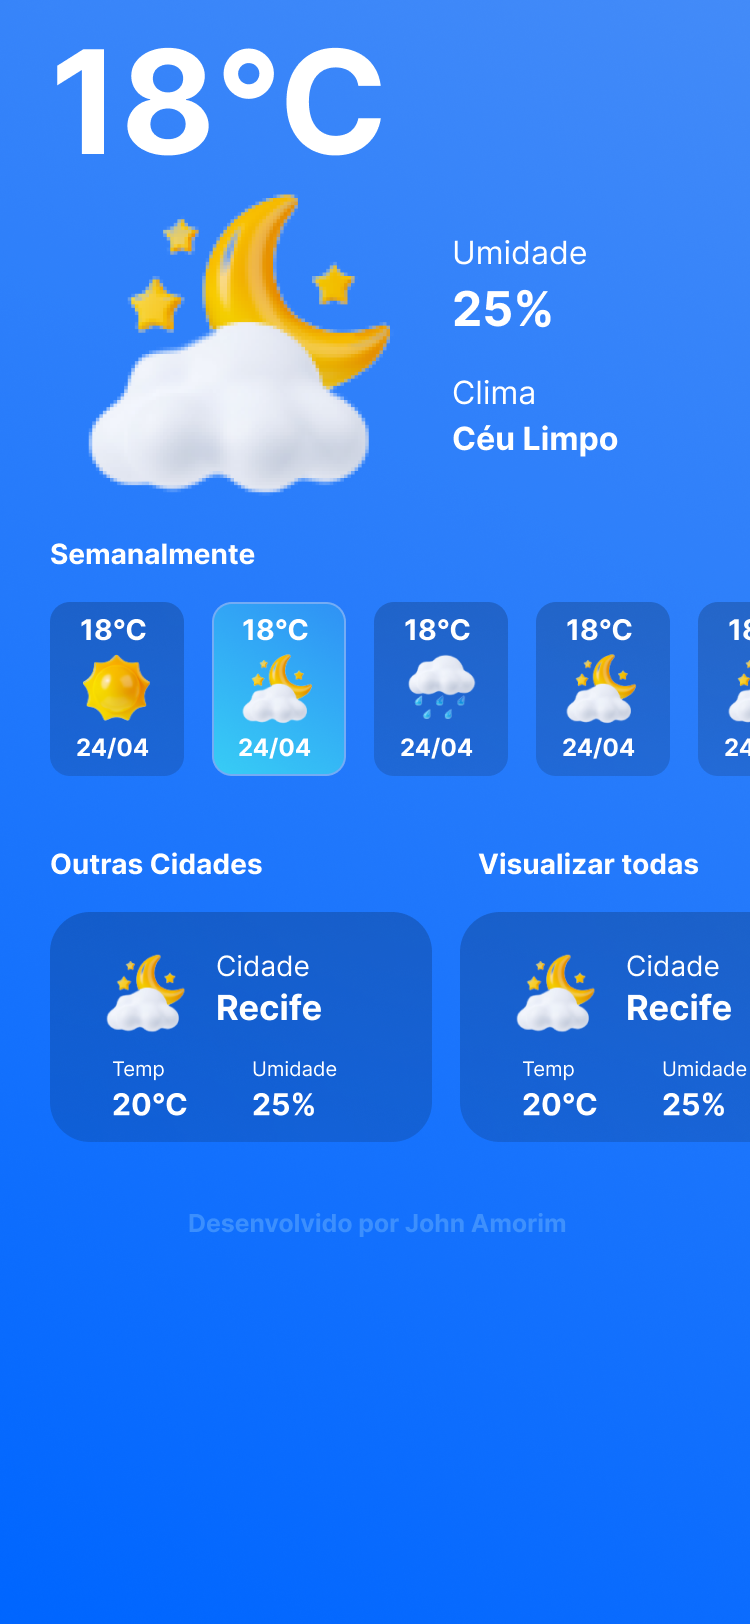 18°C
Umidade
25%
Clima
Céu Limpo
Semanalmente
18°C
24/04
18°C
24/04
18°C
24/04
18°C
24/04
Outras Cidades
Visualizar todas
Cidade
Recife
Temp
Umidade
20°C
25%
Cidade
Recife
Temp
Umidade
20°C
25%
Desenvolvido por John Amorim